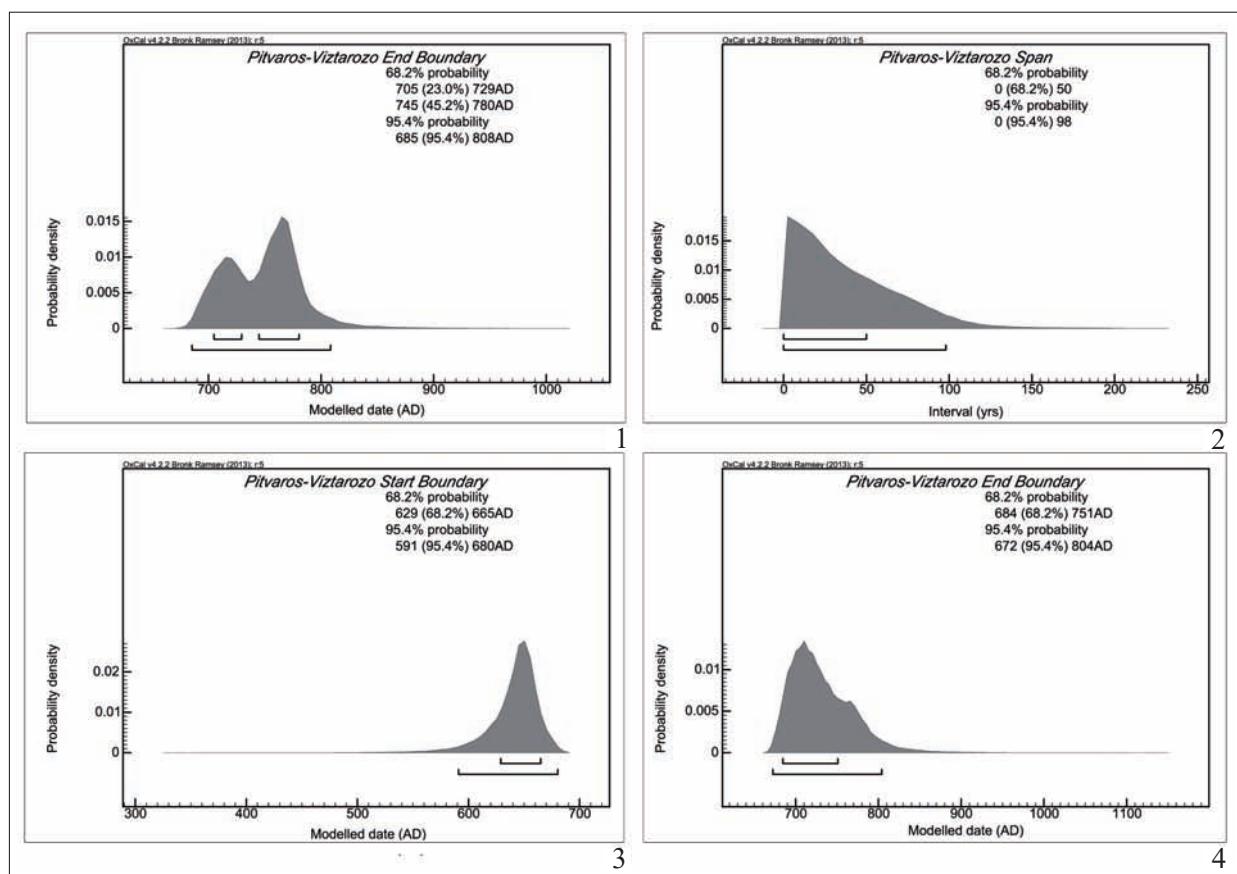 OxCal v4.2.2 Bronk Ramsey (2013); r:5
Pitvaros-Viztarozo End Boundary
68.2% probability
705 (23.0%) 729AD
745 (45.2%) 780AD
95.4% probability
685 (95.4%) 808AD
Probability density
0.015
0.01
0.005
0
700 800 900 1000
Modelled date (AD)
1
OxCal v4.2.2 Bronk Ramsey (2013); r:5
Pitvaros-Viztarozo Span
68.2% probability
0 (68.2%) 50
95.4% probability
0 (95.4%) 98
Probability density
0.015
0.01
0.005
0
0 50 100 150 200 250
Interval (yrs)
2
OxCal v4.2.2 Bronk Ramsey (2013); r:5
Pitvaros-Viztarozo Start Boundary
68.2% probability
629 (68.2%) 665AD
95.4% probability
591 (95.4%) 680AD
Probability density
0.02
0.01
0
300 400 500 600 700
Modelled date (AD)
3
OxCal v4.2.2 Bronk Ramsey (2013); r:5
Pitvaros-Viztarozo End Boundary
68.2% probability
684 (68.2%) 751AD
95.4% probability
672 (95.4%) 804AD
Probability density
0.01
0.005
0
700 800 900 1000 1100
Modelled date (AD)
4